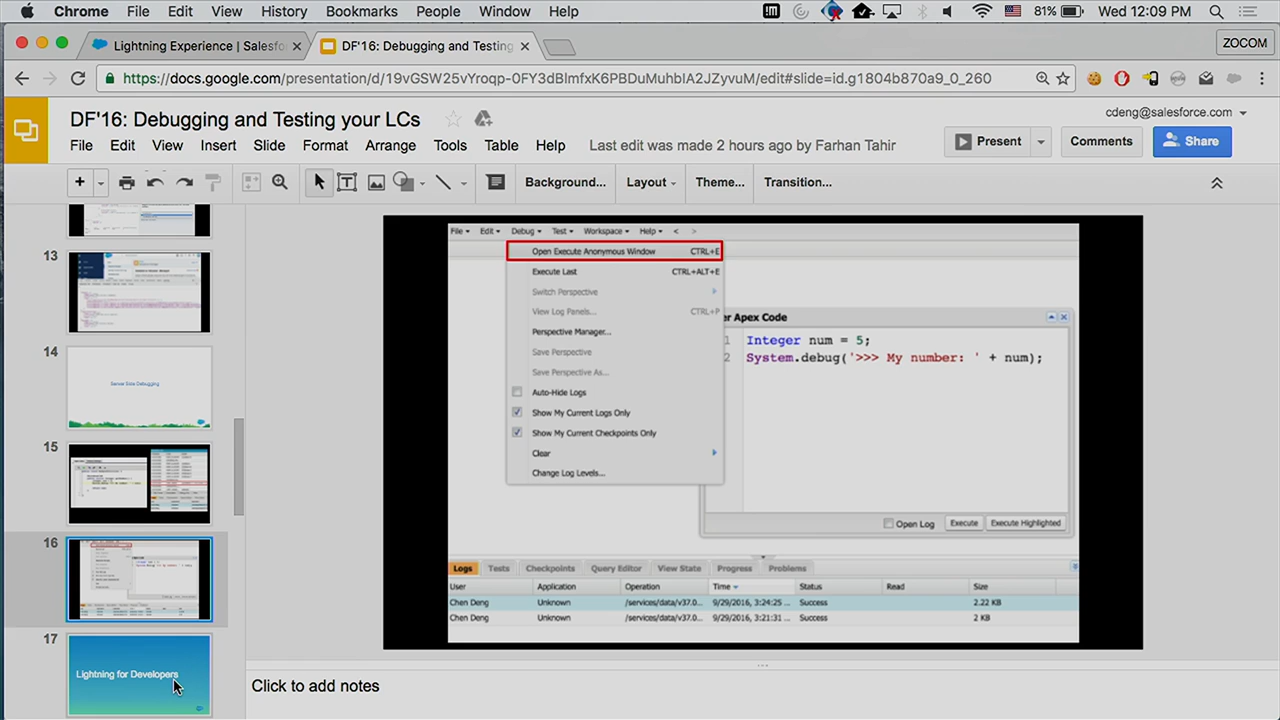 Chrome File Edit View History Bookmarks People Window Help 81% Wed 12:09 PM
Lightning Experience | Salesfo DF'16: Debugging and Testing ZOCOM
https://docs.google.com/presentation/d/19vGSW25vYroqp-0FY3dBlmfxK6PBDuMuhbIA2JZyvuM/edit#slide=id.g1804b870a9_0_260
DF'16: Debugging and Testing your LCs cdeng@salesforce.com
File Edit View Insert Slide Format Arrange Tools Table Help Last edit was made 2 hours ago by Farhan Tahir Present Comments Share
Background... Layout Theme... Transition...
13
14
15
16
17
Lightning for Developers
File Edit Debug Test Workspace Help < >
Open Execute Anonymous Window CTRL+E
Execute Last CTRL+ALT+E
Switch Perspective
View Log Panels... CTRL+P
Perspective Manager...
Save Perspective
Save Perspective As...
Auto-Hide Logs
Show My Current Logs Only
Show My Current Checkpoints Only
Clear
Change Log Levels...
r Apex Code
1 Integer num = 5;
2 System.debug('>>> My number: ' + num);
Open Log Execute Execute Highlighted
Logs Tests Checkpoints Query Editor View State Progress Problems
User Application Operation Time Status Read Size
Chen Deng Unknown /services/data/v37.0... 9/29/2016, 3:24:25 ... Success 2.22 KB
Chen Deng Unknown /services/data/v37.0... 9/29/2016, 3:21:31 ... Success 2 KB
Click to add notes